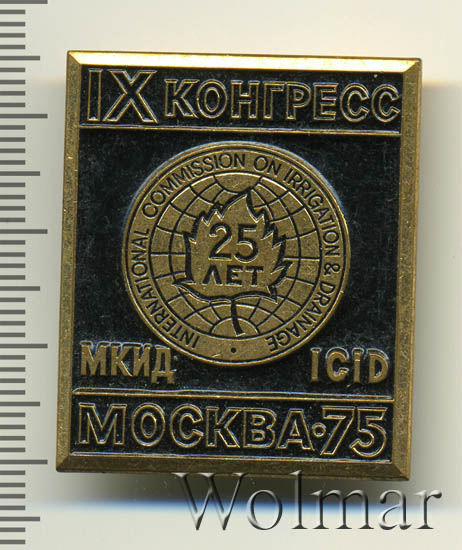 IX КОНГРЕСС
INTERNATIONAL COMMISSION ON IRRIGATION & DRAINAGE
25
ЛЕТ
МКИД ICID
МОСКВА·75
Wolmar